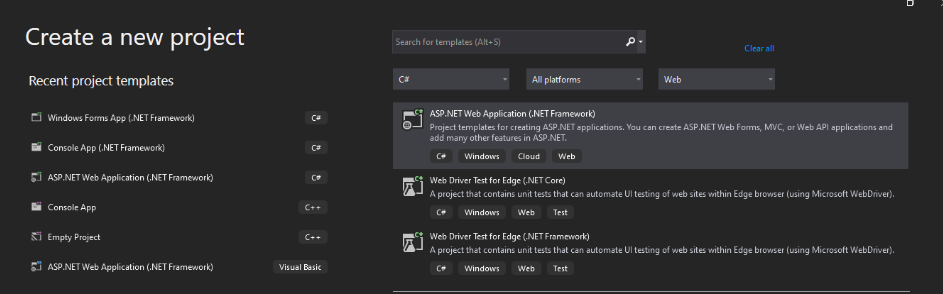 Create a new project
Search for templates (Alt+S)
Clear all
Recent project templates
C#
All platforms
Web
Windows Forms App (.NET Framework)
C#
Console App (.NET Framework)
C#
ASP.NET Web Application (.NET Framework)
C#
Console App
C++
Empty Project
C++
ASP.NET Web Application (.NET Framework)
Visual Basic
ASP.NET Web Application (.NET Framework)
Project templates for creating ASP.NET applications. You can create ASP.NET Web Forms, MVC, or Web API applications and
add many other features in ASP.NET.
C# Windows Cloud Web
Web Driver Test for Edge (.NET Core)
A project that contains unit tests that can automate UI testing of web sites within Edge browser (using Microsoft WebDriver).
C# Windows Web Test
Web Driver Test for Edge (.NET Framework)
A project that contains unit tests that can automate UI testing of web sites within Edge browser (using Microsoft WebDriver).
C# Windows Web Test